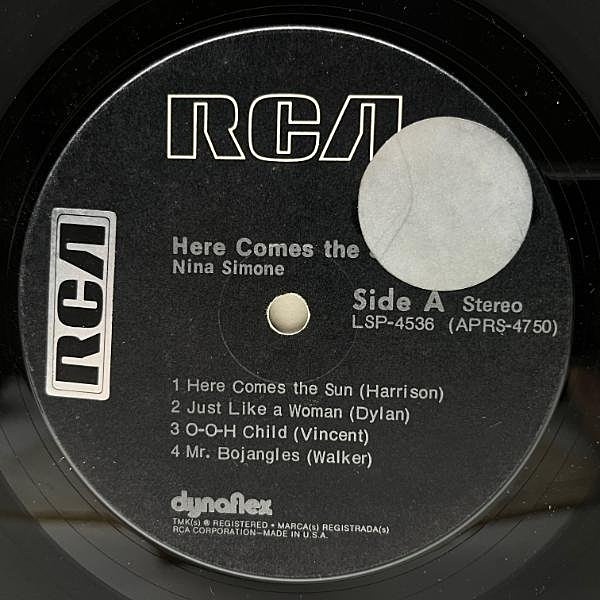 RCA
RCA
Here Comes the
Nina Simone
Side A Stereo
LSP-4536 (APRS-4750)
1 Here Comes the Sun (Harrison)
2 Just Like a Woman (Dylan)
3 O-O-H Child (Vincent)
4 Mr. Bojangles (Walker)
dynaflex
TMK(s) ® REGISTERED • MARCA(s) REGISTRADA(s)
RCA CORPORATION—MADE IN U.S.A.